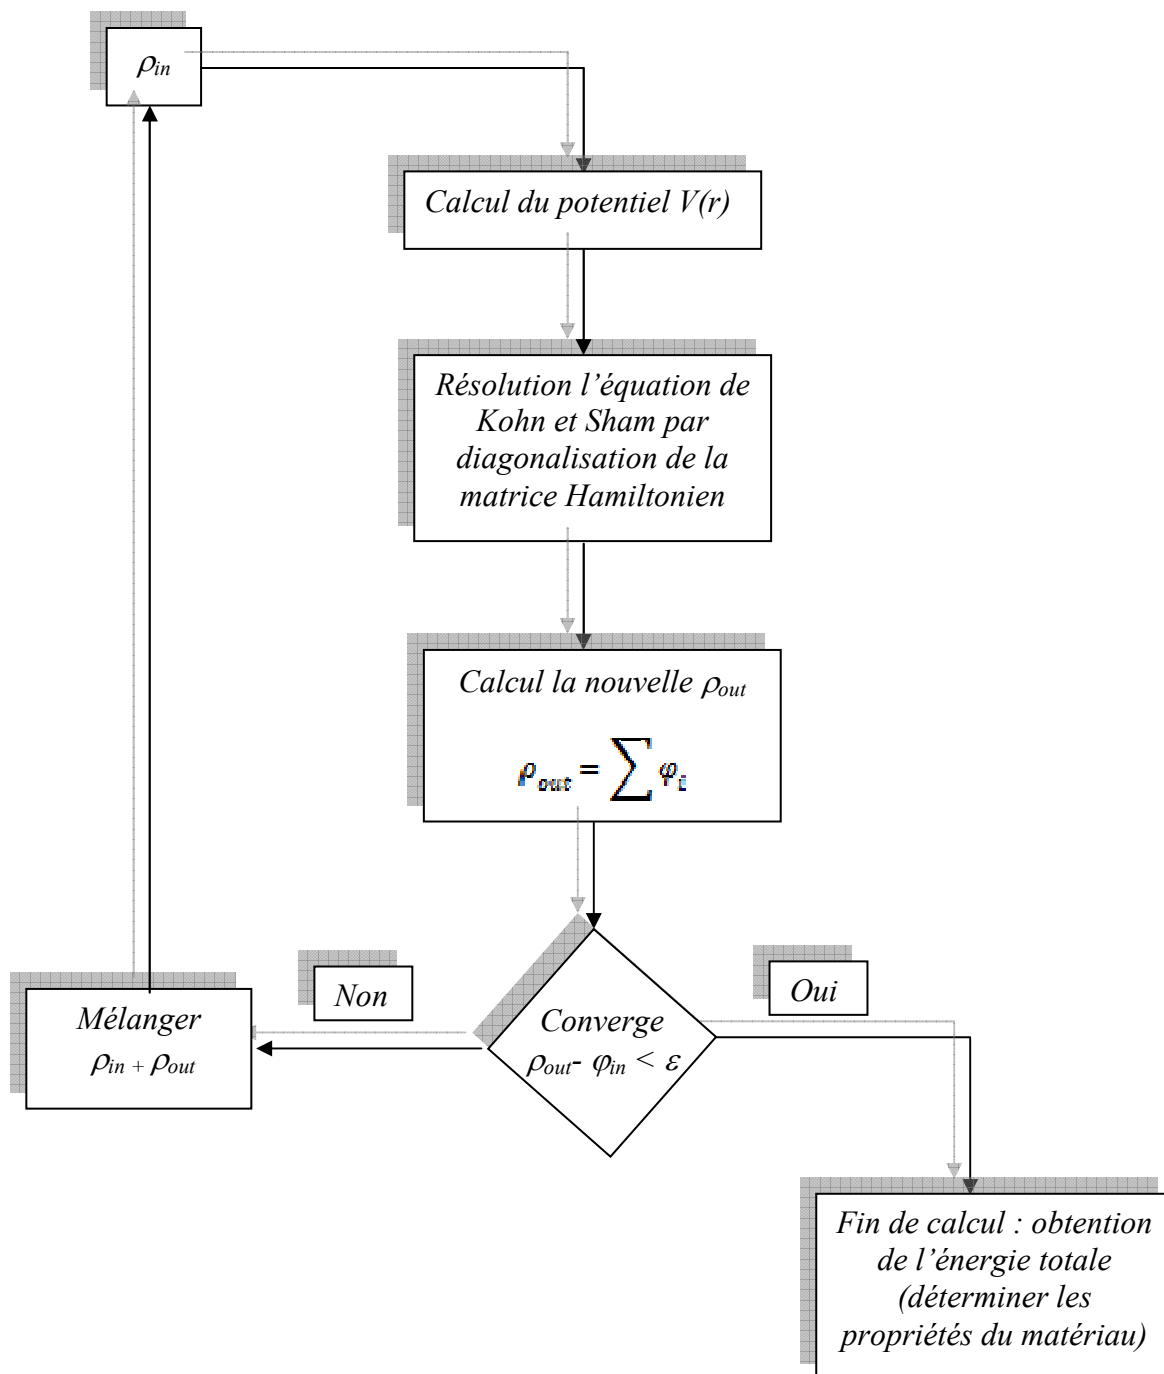 ρin
Calcul du potentiel V(r)
Résolution l’équation de
Kohn et Sham par
diagonalisation de la
matrice Hamiltonien
Calcul la nouvelle ρout
ρout = ∑ φi
Non
Oui
Mélanger
ρin + ρout
Converge
ρout- φin < ε
Fin de calcul : obtention
de l’énergie totale
(déterminer les
propriétés du matériau)